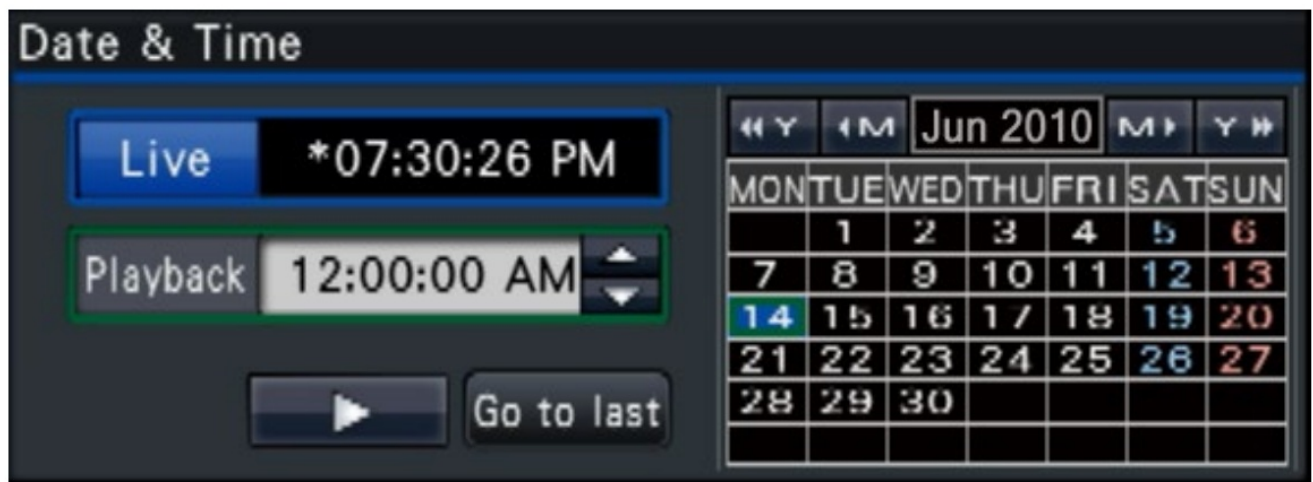 Date & Time
Live *07:30:26 PM
Playback 12:00:00 AM
Go to last
Y M Jun 2010 M Y
MON TUE WED THU FRI SAT SUN
1 2 3 4 5 6
7 8 9 10 11 12 13
14 15 16 17 18 19 20
21 22 23 24 25 26 27
28 29 30